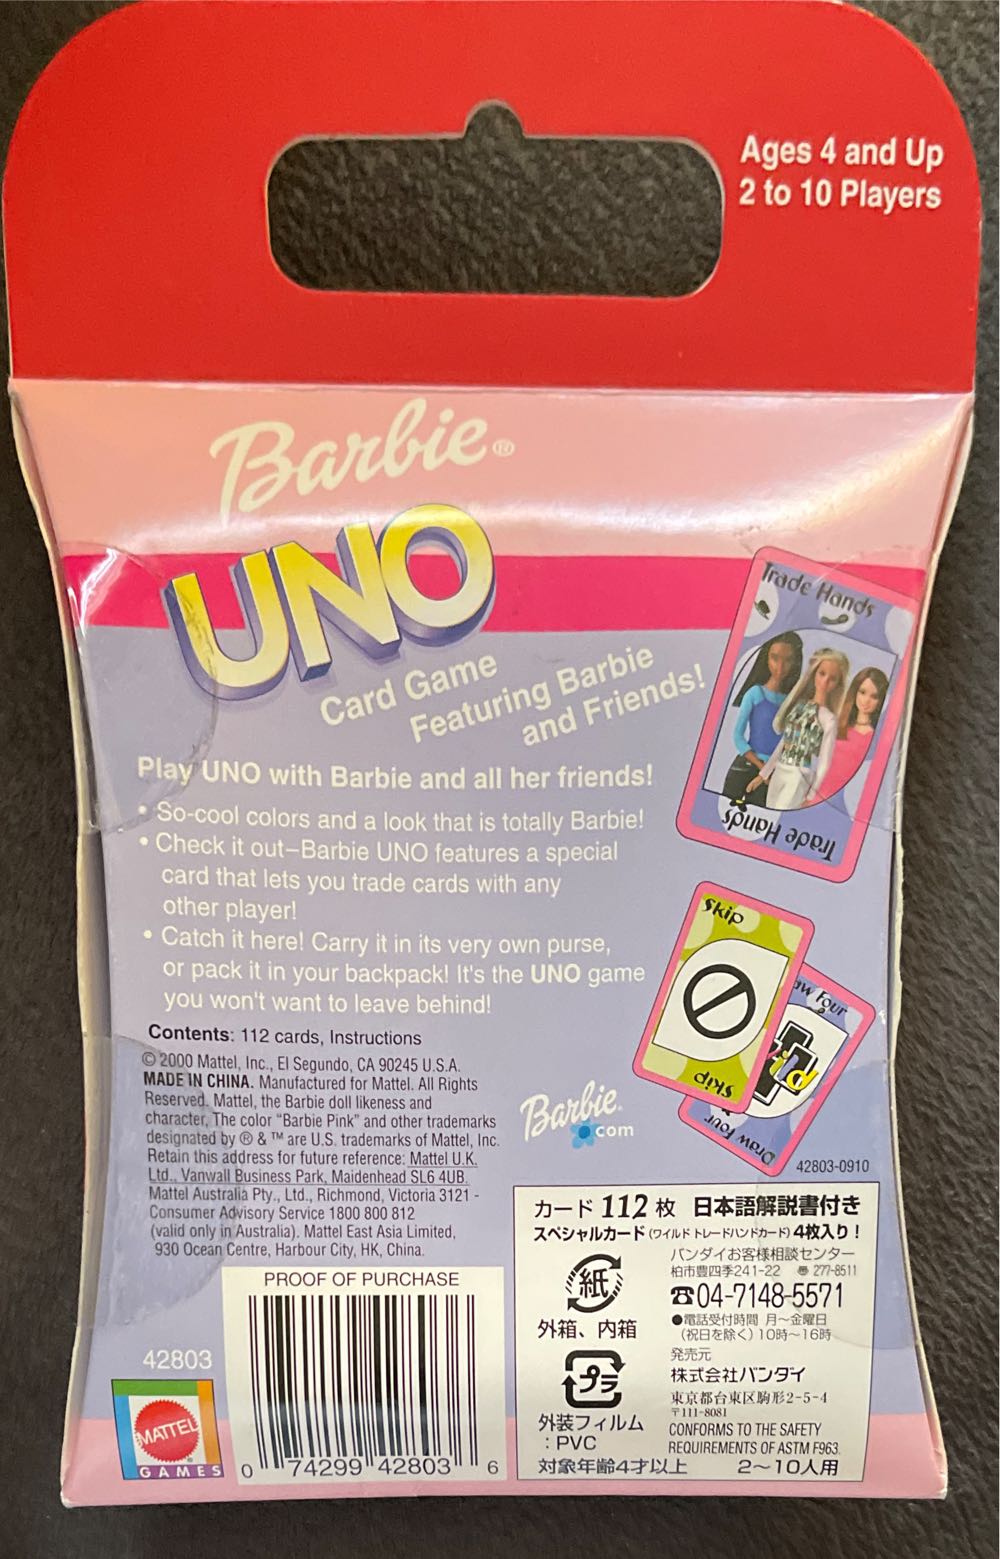 Ages 4 and Up
2 to 10 Players
Barbie®
UNO
Card Game
Featuring Barbie
and Friends!
Trade Hands
Trade Hands
Play UNO with Barbie and all her friends!
• So-cool colors and a look that is totally Barbie!
• Check it out–Barbie UNO features a special
card that lets you trade cards with any
other player!
• Catch it here! Carry it in its very own purse,
or pack it in your backpack! It's the UNO game
you won't want to leave behind!
Skip
Skip
aw Four
Draw Four
Contents: 112 cards, Instructions
© 2000 Mattel, Inc., El Segundo, CA 90245 U.S.A.
MADE IN CHINA. Manufactured for Mattel. All Rights
Reserved. Mattel, the Barbie doll likeness and
character, The color “Barbie Pink” and other trademarks
designated by ® & ™ are U.S. trademarks of Mattel, Inc.
Retain this address for future reference: Mattel U.K.
Ltd., Vanwall Business Park, Maidenhead SL6 4UB.
Mattel Australia Pty., Ltd., Richmond, Victoria 3121 -
Consumer Advisory Service 1800 800 812
(valid only in Australia). Mattel East Asia Limited,
930 Ocean Centre, Harbour City, HK, China.
Barbie.com
42803-0910
PROOF OF PURCHASE
42803
MATTEL
GAMES
0 74299 42803 6
カード 112 枚 日本語解説書付き
スペシャルカード(ワイルド トレードハンドカード) 4枚入り!
紙
外箱、内箱
プラ
外装フィルム
:PVC
バンダイお客様相談センター
柏市豊四季241-22 〠 277-8511
☎04-7148-5571
●電話受付時間 月〜金曜日
(祝日を除く)10時〜16時
発売元
株式会社バンダイ
東京都台東区駒形2-5-4
〒111-8081
CONFORMS TO THE SAFETY
REQUIREMENTS OF ASTM F963.
対象年齢4才以上 2〜10人用